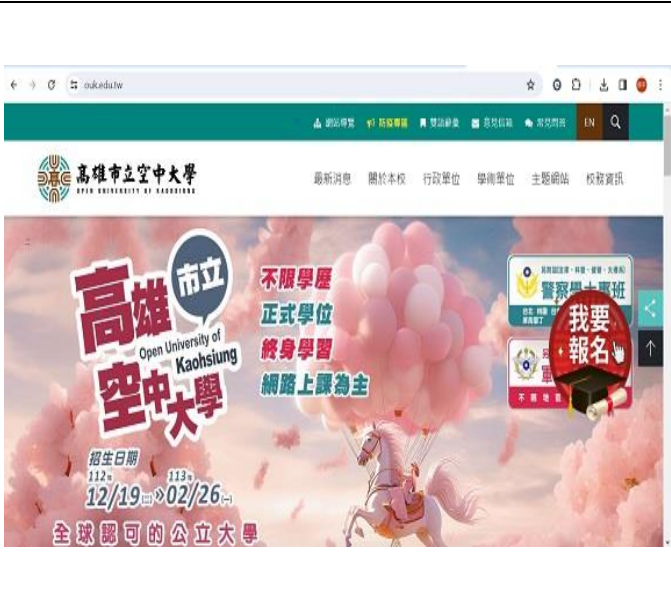 ouk.edu.tw
網站導覽 防疫專區 雙語詞彙 意見信箱 常見問答 EN
高雄市立空中大學
OPEN UNIVERSITY OF KAOHSIUNG
最新消息 關於本校 行政單位 學術單位 主題網站 校務資訊
高雄市立
Open University of
Kaohsiung
空中大學
不限學歷
正式學位
終身學習
網路上課為主
警察學士專班
我要
報名
招生日期
112年 113年
12/19(二)»02/26(一)
全球認可的公立大學